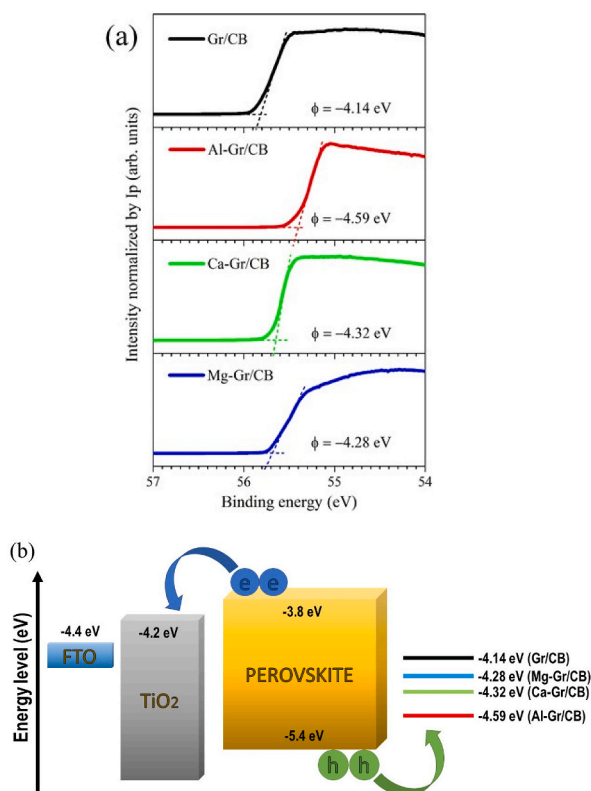 (a)
Gr/CB
ϕ = −4.14 eV
Al-Gr/CB
ϕ = −4.59 eV
Ca-Gr/CB
ϕ = −4.32 eV
Mg-Gr/CB
ϕ = −4.28 eV
Intensity normalized by Ip (arb. units)
57 56 55 54
Binding energy (eV)
(b)
Energy level (eV)
-4.4 eV
FTO
-4.2 eV
TiO2
e e
-3.8 eV
PEROVSKITE
-5.4 eV
h h
-4.14 eV (Gr/CB)
-4.28 eV (Mg-Gr/CB)
-4.32 eV (Ca-Gr/CB)
-4.59 eV (Al-Gr/CB)